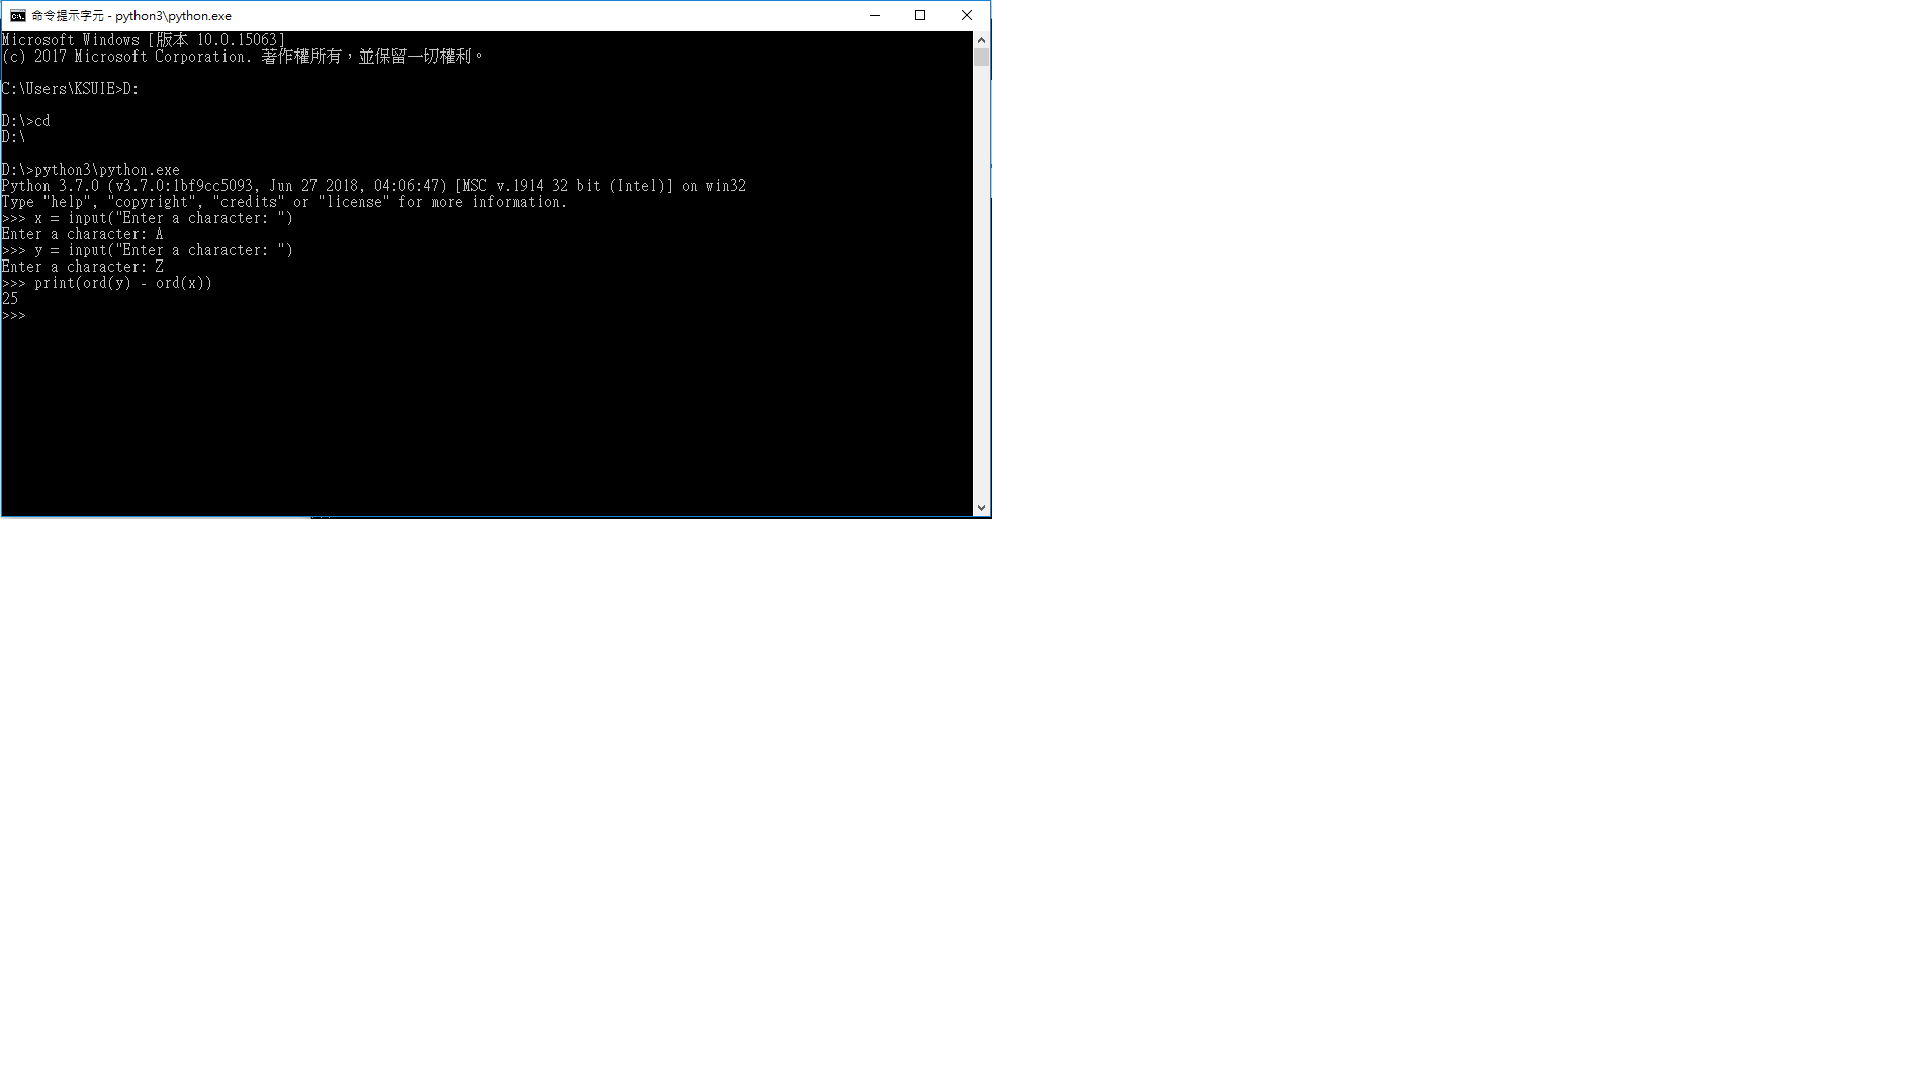 命令提示字元 - python3\python.exe
Microsoft Windows [版本 10.0.15063]
(c) 2017 Microsoft Corporation. 著作權所有，並保留一切權利。
C:\Users\KSUIE>D:
D:\>cd
D:\
D:\>python3\python.exe
Python 3.7.0 (v3.7.0:1bf9cc5093, Jun 27 2018, 04:06:47) [MSC v.1914 32 bit (Intel)] on win32
Type "help", "copyright", "credits" or "license" for more information.
>>> x = input("Enter a character: ")
Enter a character: A
>>> y = input("Enter a character: ")
Enter a character: Z
>>> print(ord(y) - ord(x))
25
>>>